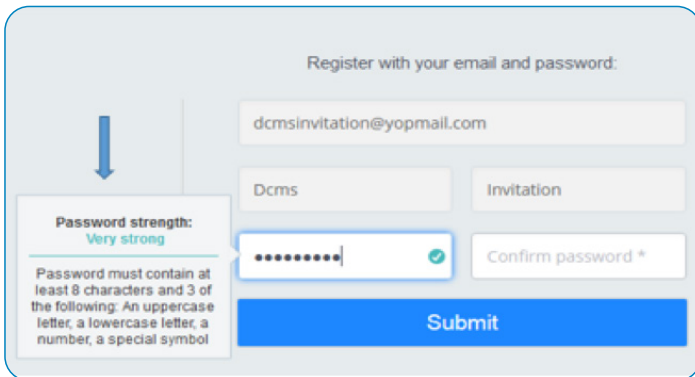 Register with your email and password:
dcmsinvitation@yopmail.com
Dcms
Invitation
Password strength:
Very strong
Password must contain at
least 8 characters and 3 of
the following: An uppercase
letter, a lowercase letter, a
number, a special symbol
•••••••••
Confirm password *
Submit